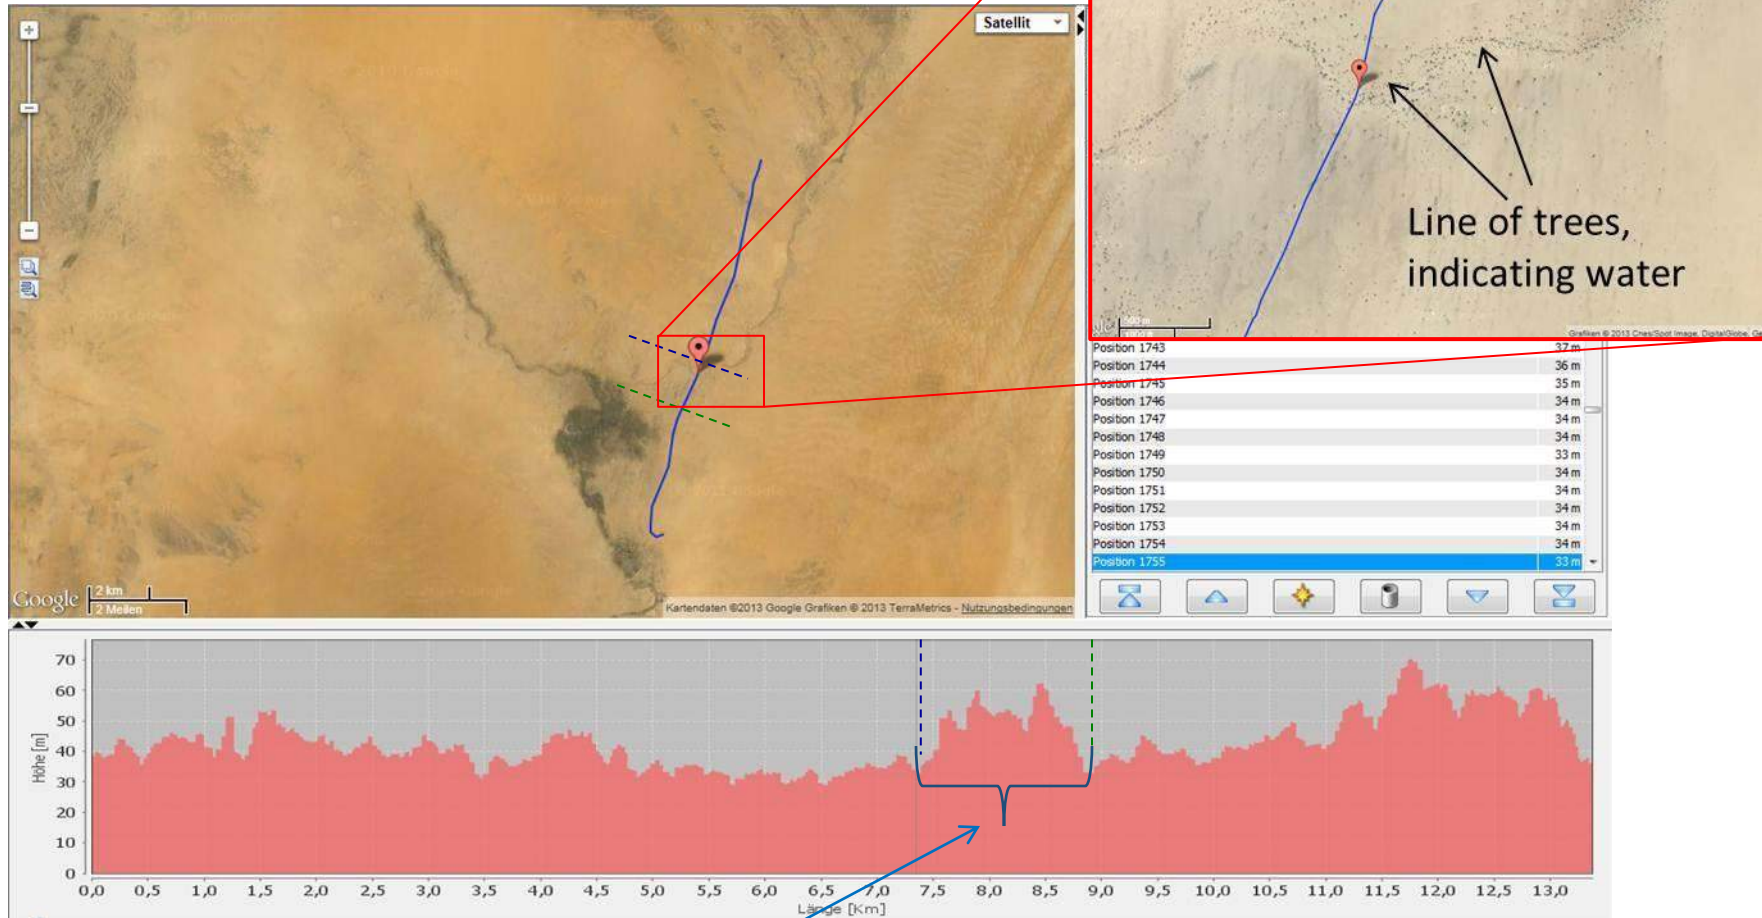 Satellit
Line of trees,
indicating water
Position 1743 37 m
Position 1744 36 m
Position 1745 35 m
Position 1746 34 m
Position 1747 34 m
Position 1748 34 m
Position 1749 33 m
Position 1750 34 m
Position 1751 34 m
Position 1752 34 m
Position 1753 34 m
Position 1754 34 m
Position 1755 33 m
Google
2 km
2 Meilen
Kartendaten ©2013 Google Grafiken © 2013 TerraMetrics - Nutzungsbedingungen
Grafiken © 2013 Cnes/Spot Image, DigitalGlobe,
Höhe [m]
70
60
50
40
30
20
10
0
0,0 0,5 1,0 1,5 2,0 2,5 3,0 3,5 4,0 4,5 5,0 5,5 6,0 6,5 7,0 7,5 8,0 8,5 9,0 9,5 10,0 10,5 11,0 11,5 12,0 12,5 13,0
Länge [Km]